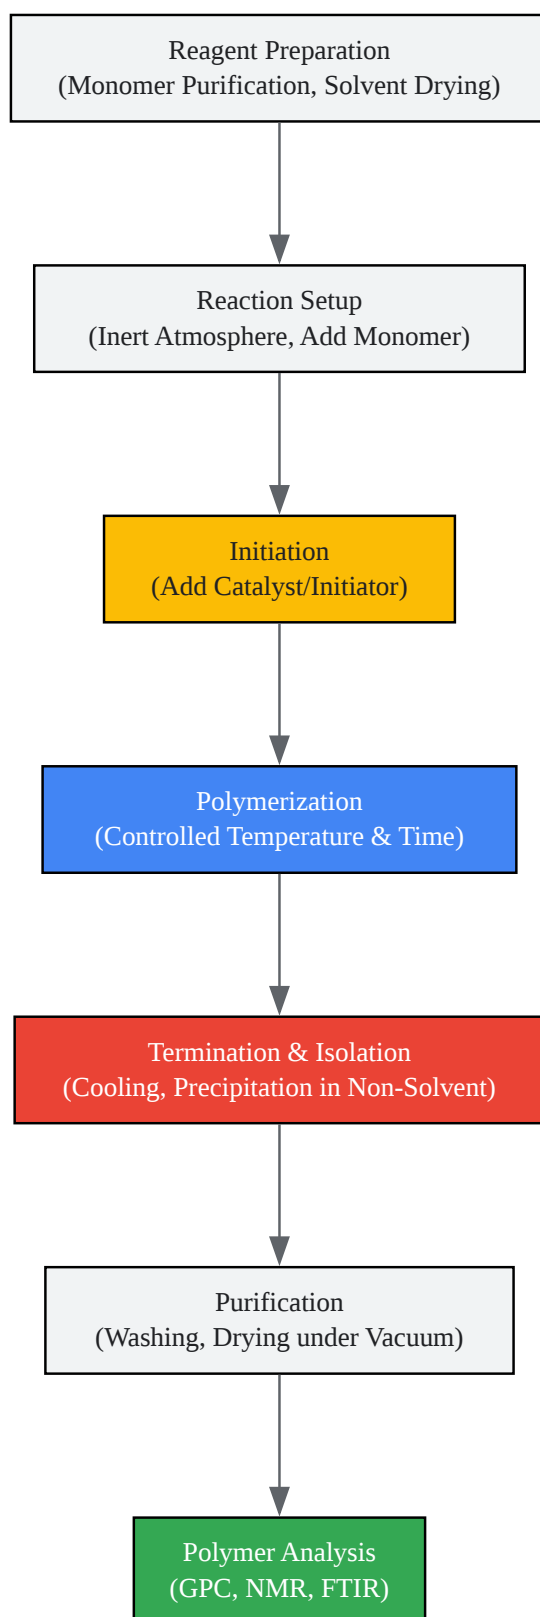 Reagent Preparation
(Monomer Purification, Solvent Drying)
Reaction Setup
(Inert Atmosphere, Add Monomer)
Initiation
(Add Catalyst/Initiator)
Polymerization
(Controlled Temperature & Time)
Termination & Isolation
(Cooling, Precipitation in Non-Solvent)
Purification
(Washing, Drying under Vacuum)
Polymer Analysis
(GPC, NMR, FTIR)